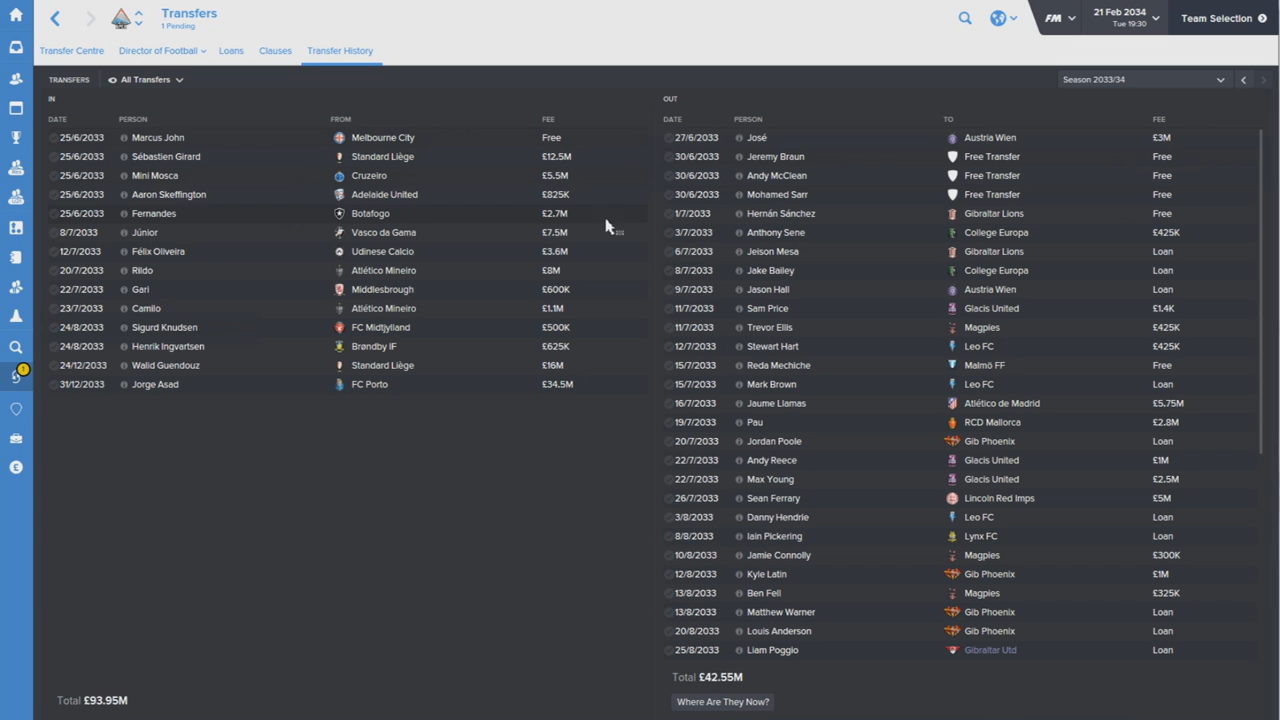 Transfers
1 Pending
FM
21 Feb 2034
Tue 19:30
Team Selection
Transfer Centre Director of Football Loans Clauses Transfer History
TRANSFERS All Transfers
Season 2033/34
IN
DATE PERSON FROM FEE
25/6/2033 Marcus John Melbourne City Free
25/6/2033 Sébastien Girard Standard Liège £12.5M
25/6/2033 Mini Mosca Cruzeiro £5.5M
25/6/2033 Aaron Skeffington Adelaide United £825K
25/6/2033 Fernandes Botafogo £2.7M
8/7/2033 Júnior Vasco da Gama £7.5M
12/7/2033 Félix Oliveira Udinese Calcio £3.6M
20/7/2033 Rildo Atlético Mineiro £8M
22/7/2033 Gari Middlesbrough £600K
23/7/2033 Camilo Atlético Mineiro £1.1M
24/8/2033 Sigurd Knudsen FC Midtjylland £500K
24/8/2033 Henrik Ingvartsen Brøndby IF £625K
24/12/2033 Walid Guendouz Standard Liège £16M
31/12/2033 Jorge Asad FC Porto £34.5M
Total £93.95M
OUT
DATE PERSON TO FEE
27/6/2033 José Austria Wien £3M
30/6/2033 Jeremy Braun Free Transfer Free
30/6/2033 Andy McClean Free Transfer Free
30/6/2033 Mohamed Sarr Free Transfer Free
1/7/2033 Hernán Sánchez Gibraltar Lions Free
3/7/2033 Anthony Sene College Europa £425K
6/7/2033 Jeison Mesa Gibraltar Lions Loan
8/7/2033 Jake Bailey College Europa Loan
9/7/2033 Jason Hall Austria Wien Loan
11/7/2033 Sam Price Glacis United £1.4K
11/7/2033 Trevor Ellis Magpies £425K
12/7/2033 Stewart Hart Leo FC £425K
15/7/2033 Reda Mechiche Malmö FF Free
15/7/2033 Mark Brown Leo FC Loan
16/7/2033 Jaume Llamas Atlético de Madrid £5.75M
19/7/2033 Pau RCD Mallorca £2.8M
20/7/2033 Jordan Poole Gib Phoenix Loan
22/7/2033 Andy Reece Glacis United £1M
22/7/2033 Max Young Glacis United £2.5M
26/7/2033 Sean Ferrary Lincoln Red Imps £5M
3/8/2033 Danny Hendrie Leo FC Loan
8/8/2033 Iain Pickering Lynx FC Loan
10/8/2033 Jamie Connolly Magpies £300K
12/8/2033 Kyle Latin Gib Phoenix £1M
13/8/2033 Ben Fell Magpies £325K
13/8/2033 Matthew Warner Gib Phoenix Loan
20/8/2033 Louis Anderson Gib Phoenix Loan
25/8/2033 Liam Poggio Gibraltar Utd Loan
Total £42.55M
Where Are They Now?